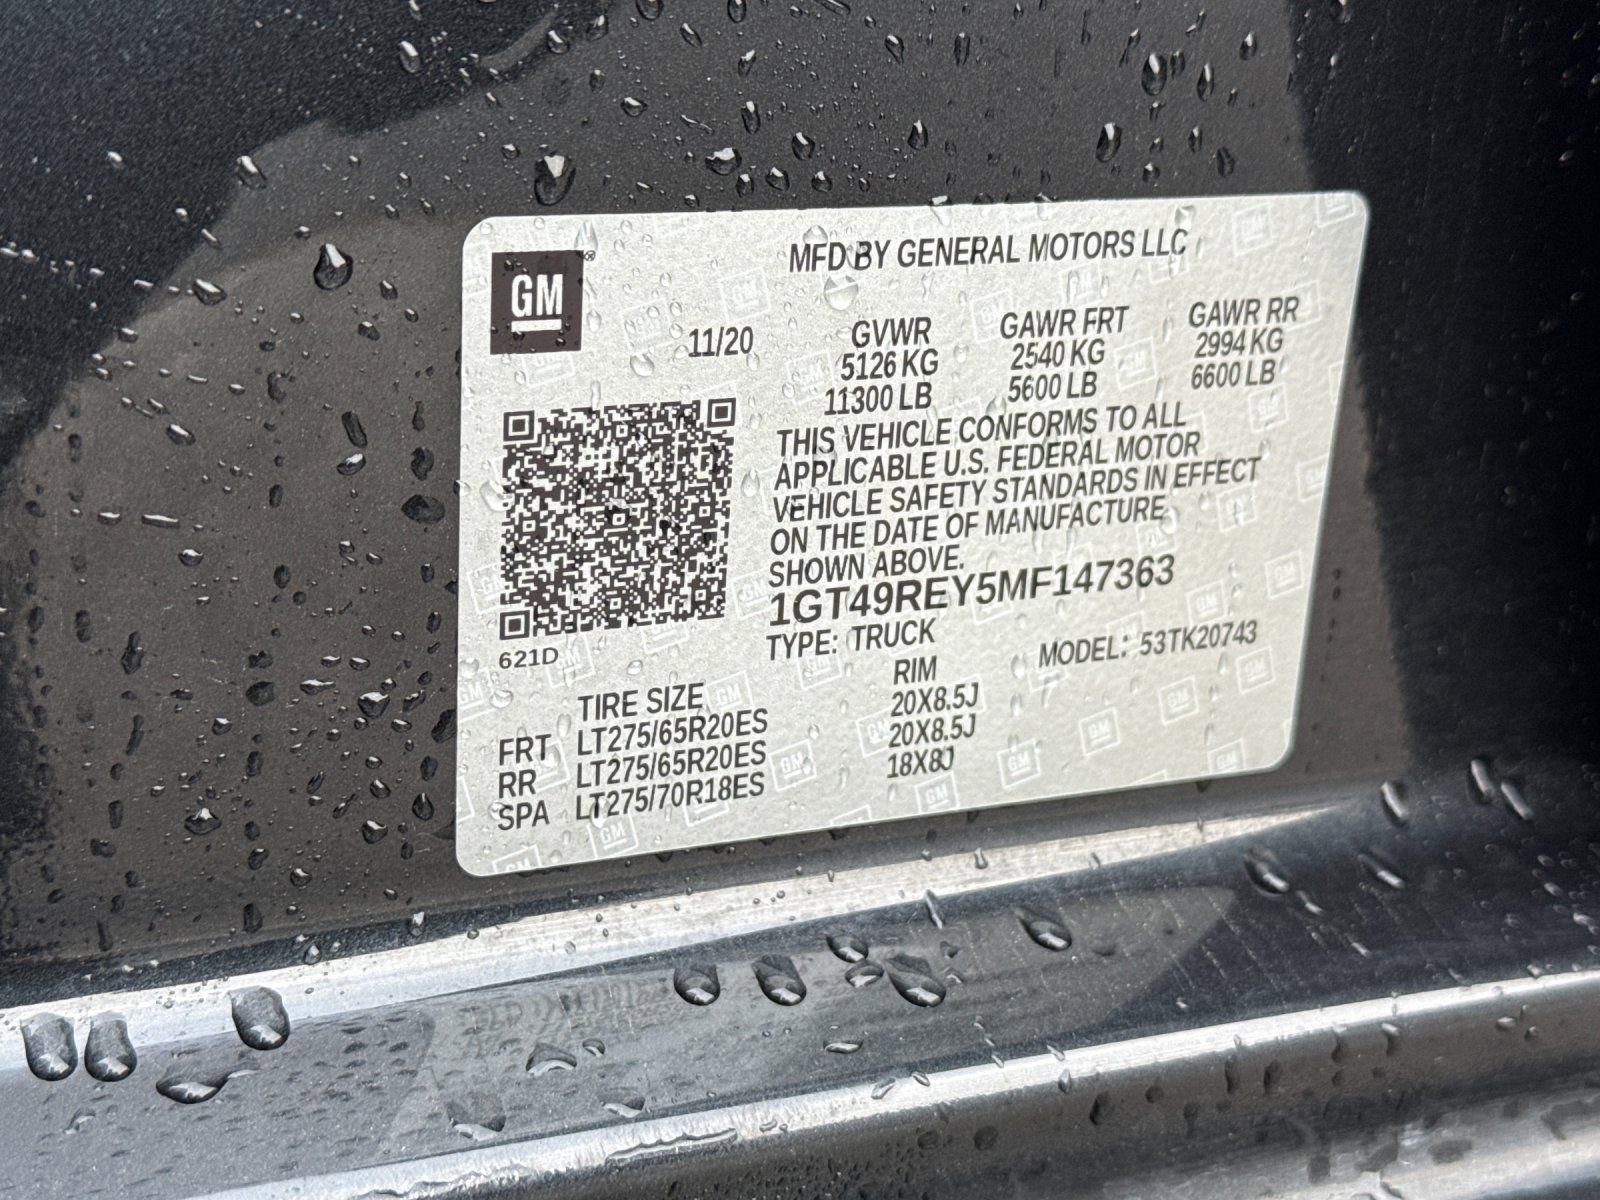 GM
MFD BY GENERAL MOTORS LLC
11/20
GVWR GAWR FRT GAWR RR
5126 KG 2540 KG 2994 KG
11300 LB 5600 LB 6600 LB
THIS VEHICLE CONFORMS TO ALL
APPLICABLE U.S. FEDERAL MOTOR
VEHICLE SAFETY STANDARDS IN EFFECT
ON THE DATE OF MANUFACTURE
SHOWN ABOVE.
1GT49REY5MF147363
TYPE: TRUCK MODEL: 53TK20743
621D
TIRE SIZE RIM
FRT LT275/65R20ES 20X8.5J
RR LT275/65R20ES 20X8.5J
SPA LT275/70R18ES 18X8J